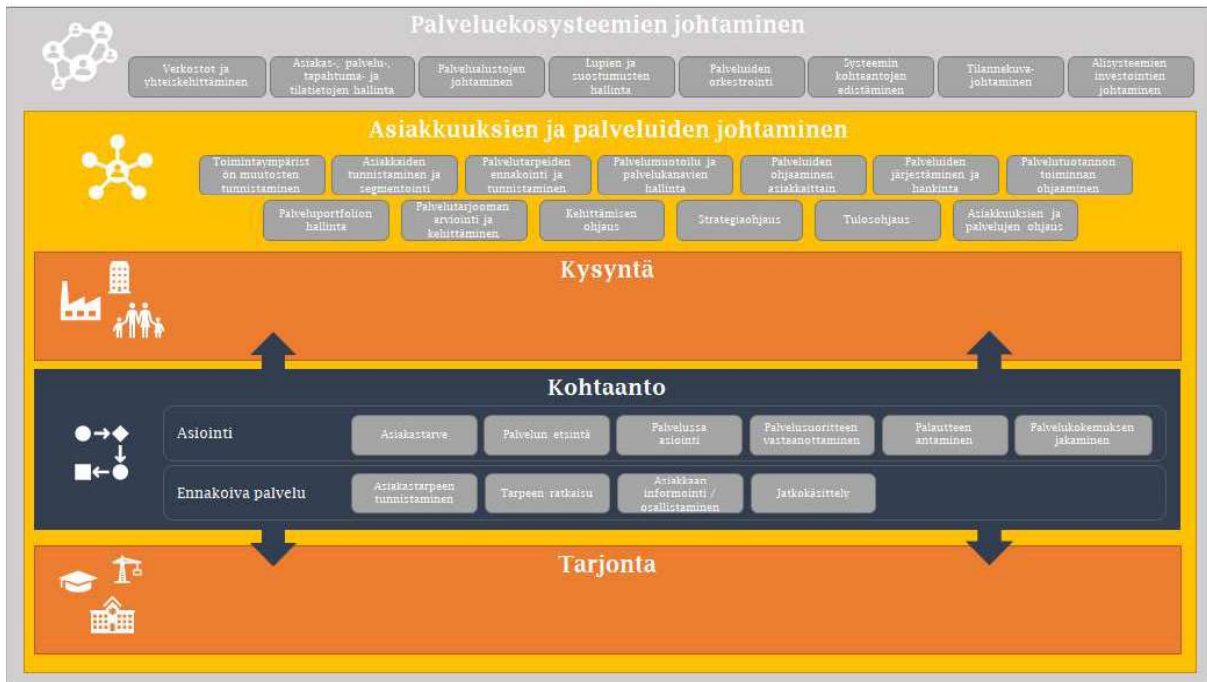 Palveluekosysteemien johtaminen
Verkostot ja
yhteiskehittäminen
Asiakas-, palvelu-,
tapahtuma- ja
tilatietojen hallinta
Palvelualustojen
johtaminen
Lupien ja
suostumusten
hallinta
Palveluiden
orkestrointi
Systeemin
kohtaantojen
edistäminen
Tilannekuva-
johtaminen
Alisysteemien
investointien
johtaminen
Asiakkuuksien ja palveluiden johtaminen
Toimintaympärist
ön muutosten
tunnistaminen
Asiakkaiden
tunnistaminen ja
segmentointi
Palvelutarpeiden
ennakointi ja
tunnistaminen
Palvelumuotoilu ja
palvelukanavien
hallinta
Palveluiden
ohjaaminen
asiakkaittain
Palveluiden
järjestäminen ja
hankinta
Palvelutuotannon
toiminnan
ohjaaminen
Palveluportfolion
hallinta
Palvelutarjooman
arviointi ja
kehittäminen
Kehittämisen
ohjaus
Strategiaohjaus
Tulosohjaus
Asiakkuuksien ja
palvelujen ohjaus
Kysyntä
Kohtaanto
Asiointi
Asiakastarve
Palvelun etsintä
Palvelussa
asiointi
Palvelusuoritteen
vastaanottaminen
Palautteen
antaminen
Palvelukokemuksen
jakaminen
Ennakoiva palvelu
Asiakastarpeen
tunnistaminen
Tarpeen ratkaisu
Asiakkaan
informointi /
osallistaminen
Jatkokäsittely
Tarjonta